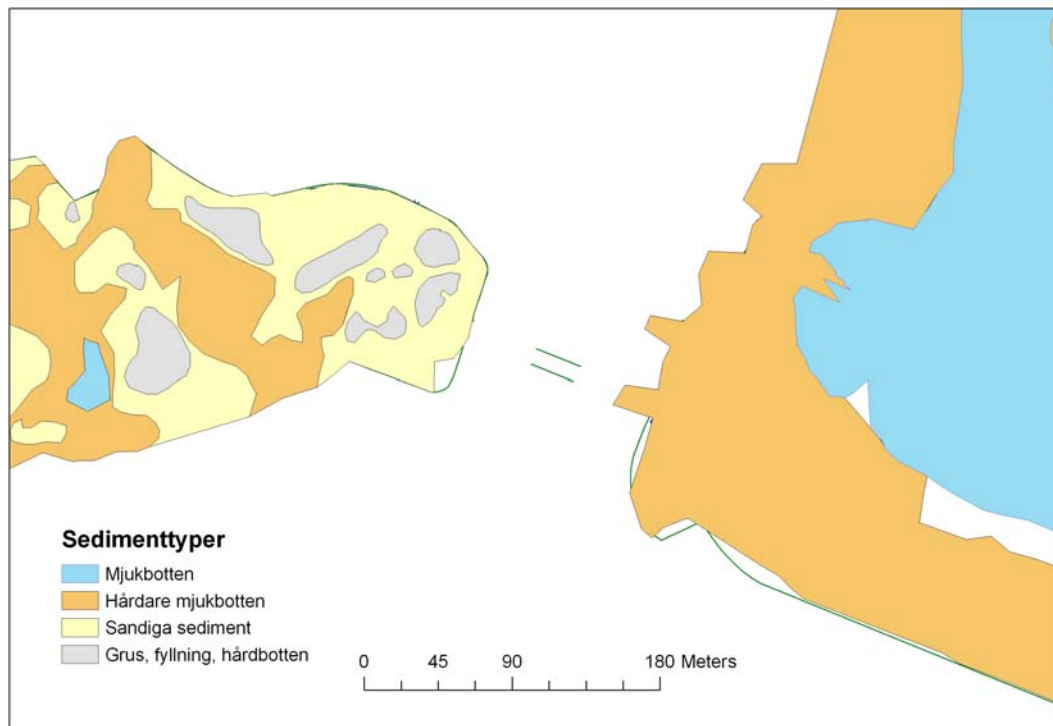 Sedimenttyper
Mjukbotten
Hårdare mjukbotten
Sandiga sediment
Grus, fyllning, hårdbotten
0 45 90 180 Meters